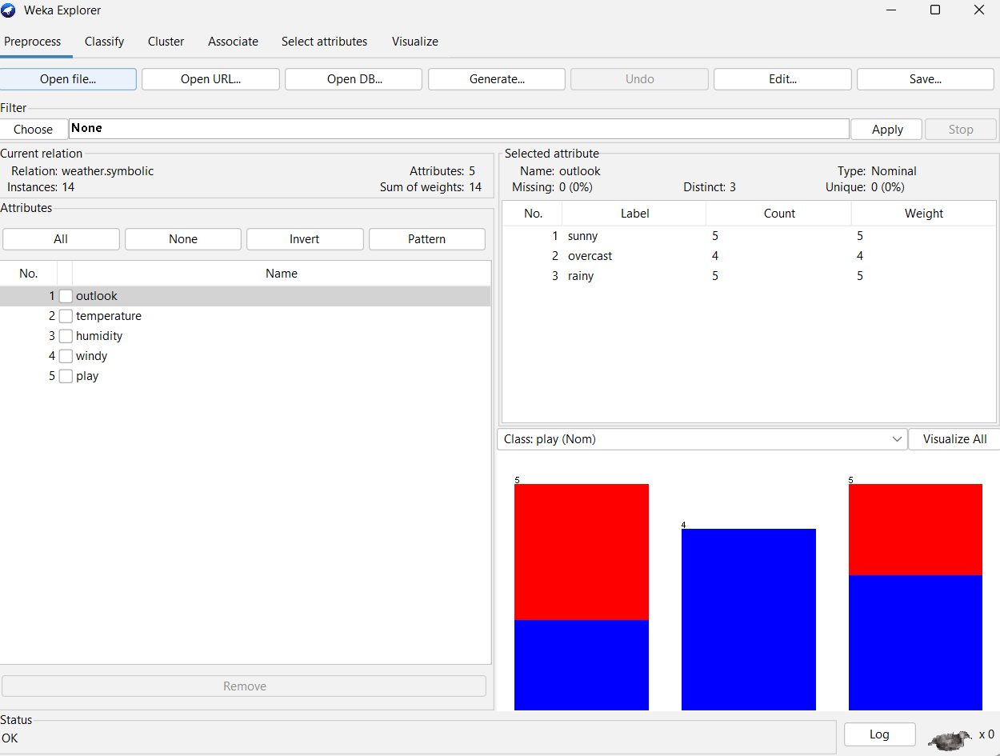 Weka Explorer
Preprocess Classify Cluster Associate Select attributes Visualize
Open file... Open URL... Open DB... Generate... Undo Edit... Save...
Filter
Choose None Apply Stop
Current relation
Relation: weather.symbolic Attributes: 5
Instances: 14 Sum of weights: 14
Attributes
All None Invert Pattern
No. Name
1 outlook
2 temperature
3 humidity
4 windy
5 play
Remove
Selected attribute
Name: outlook Type: Nominal
Missing: 0 (0%) Distinct: 3 Unique: 0 (0%)
No. Label Count Weight
1 sunny 5 5
2 overcast 4 4
3 rainy 5 5
Class: play (Nom) Visualize All
5 4 5
Status
OK
Log x 0